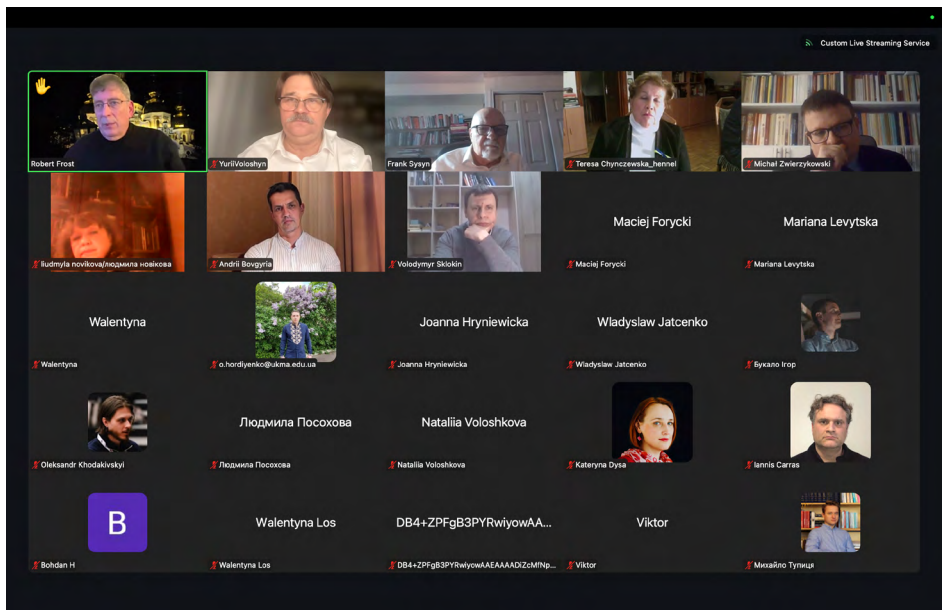 Custom Live Streaming Service
Robert Frost
YuriiVoloshyn
Frank Sysyn
Teresa Chynczewska_hennel
Michał Zwierzykowski
liudmyla novikova/людмила новікова
Andrii Bovgyria
Volodymyr Sklokin
Maciej Forycki
Maciej Forycki
Mariana Levytska
Mariana Levytska
Walentyna
Walentyna
o.hordiyenko@ukma.edu.ua
Joanna Hryniewicka
Joanna Hryniewicka
Wladyslaw Jatcenko
Wladyslaw Jatcenko
Букало Ігор
Oleksandr Khodakivskyi
Людмила Посохова
Людмила Посохова
Nataliia Voloshkova
Nataliia Voloshkova
Kateryna Dysa
Iannis Carras
B
Bohdan H
Walentyna Los
Walentyna Los
DB4+ZPFgB3PYRwiyowAA...
DB4+ZPFgB3PYRwiyowAAEAAAADiZcMfNp...
Viktor
Viktor
Михайло Тупиця